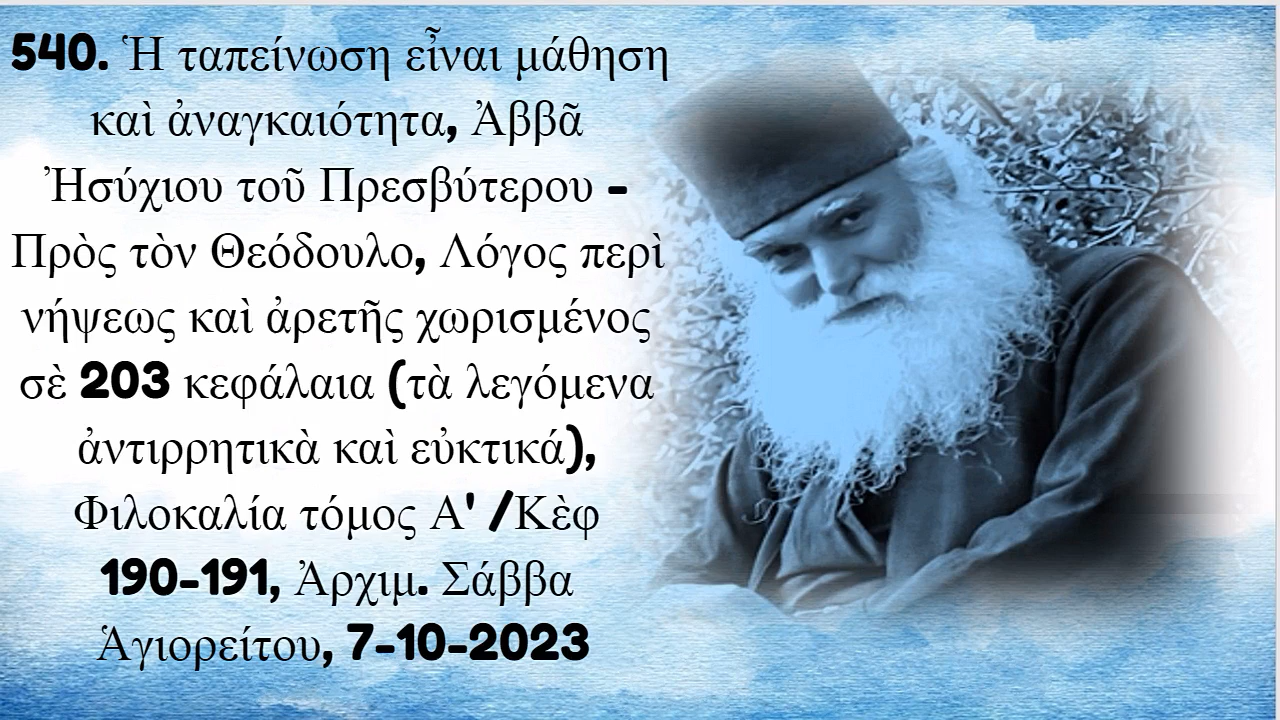 540. Ἡ ταπείνωση εἶναι μάθηση
καὶ ἀναγκαιότητα, Ἀββᾶ
Ἠσύχιου τοῦ Πρεσβύτερου -
Πρὸς τὸν Θεόδουλο, Λόγος περὶ
νήψεως καὶ ἀρετῆς χωρισμένος
σὲ 203 κεφάλαια (τὰ λεγόμενα
ἀντιρρητικὰ καὶ εὐκτικά),
Φιλοκαλία τόμος Α' /Κὲφ
190-191, Ἀρχιμ. Σάββα
Ἁγιορείτου, 7-10-2023